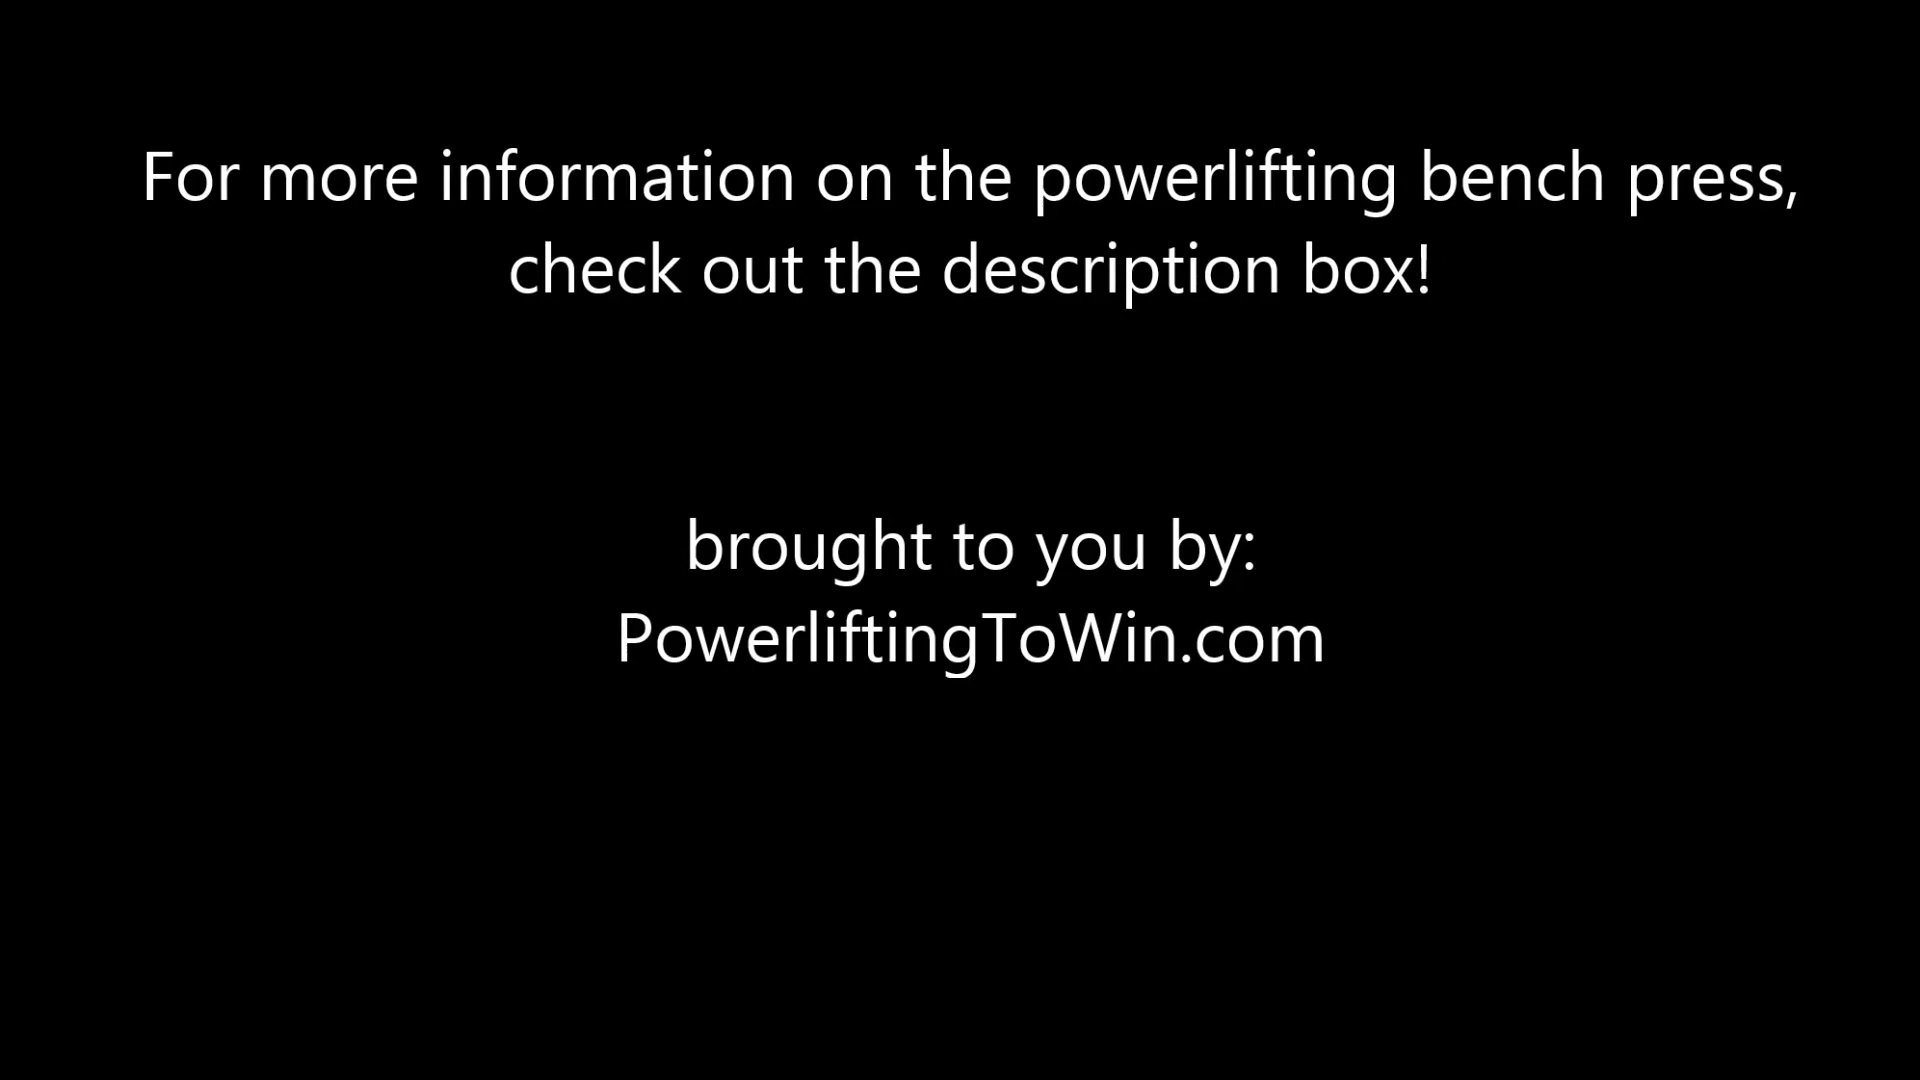 For more information on the powerlifting bench press,
check out the description box!
brought to you by:
PowerliftingToWin.com